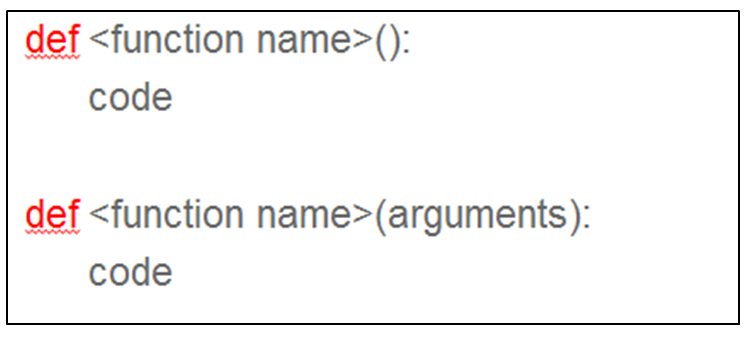 def <function name>():
code
def <function name>(arguments):
code